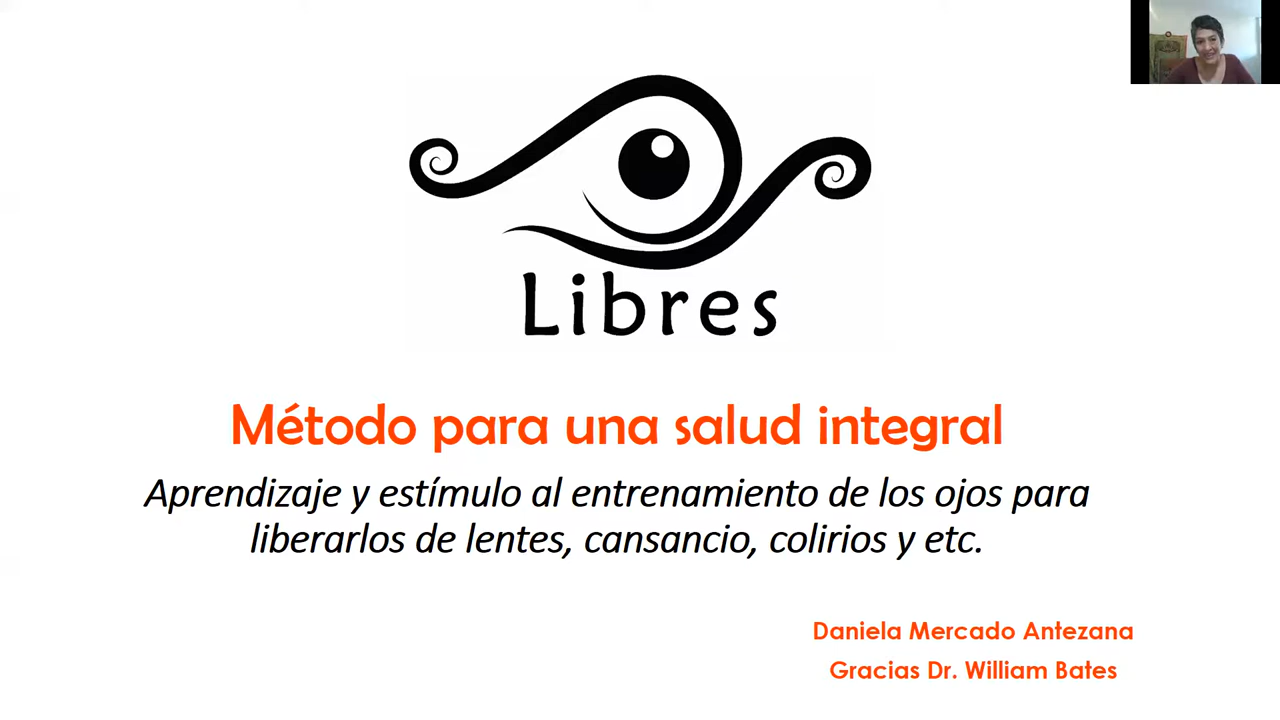 Libres
Método para una salud integral
Aprendizaje y estímulo al entrenamiento de los ojos para
liberarlos de lentes, cansancio, colirios y etc.
Daniela Mercado Antezana
Gracias Dr. William Bates